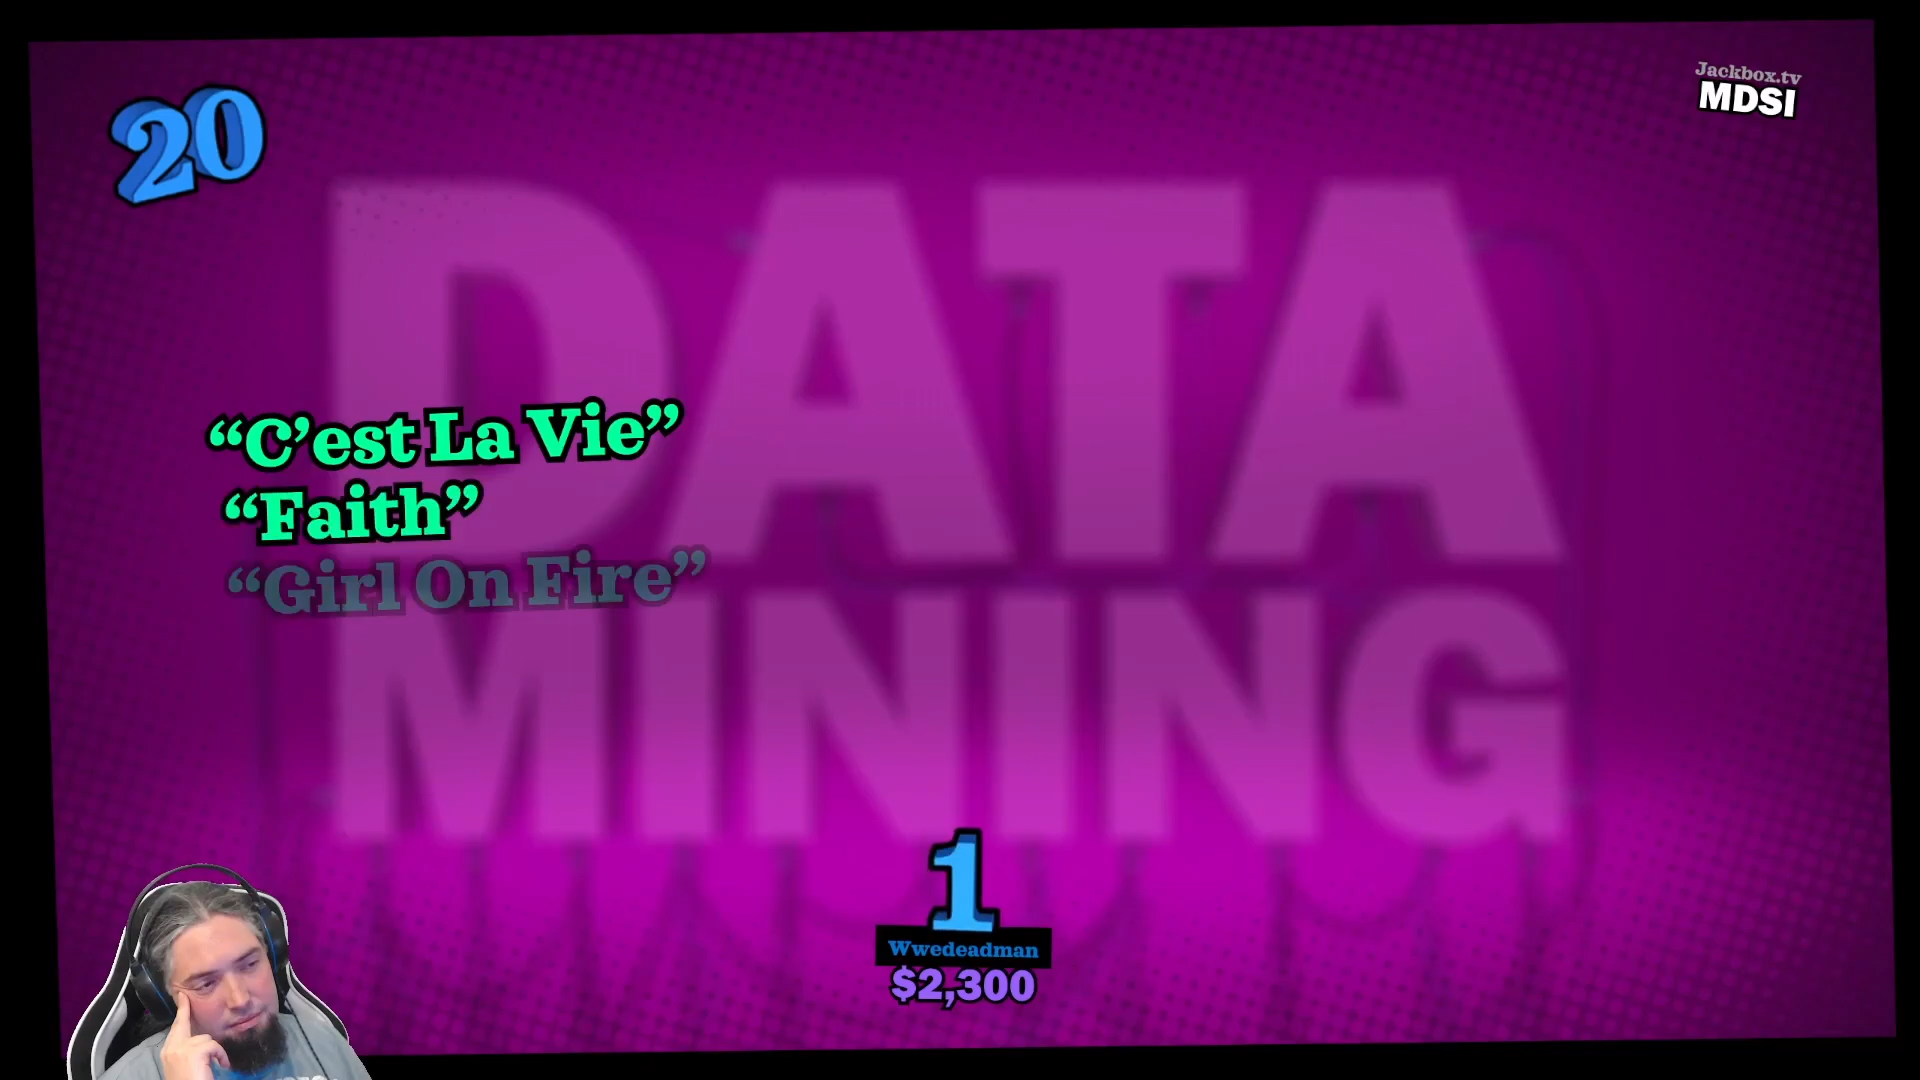 20
Jackbox.tv
MDSI
DATA
MINING
“C’est La Vie”
“Faith”
“Girl On Fire”
1
Wwedeadman
$2,300